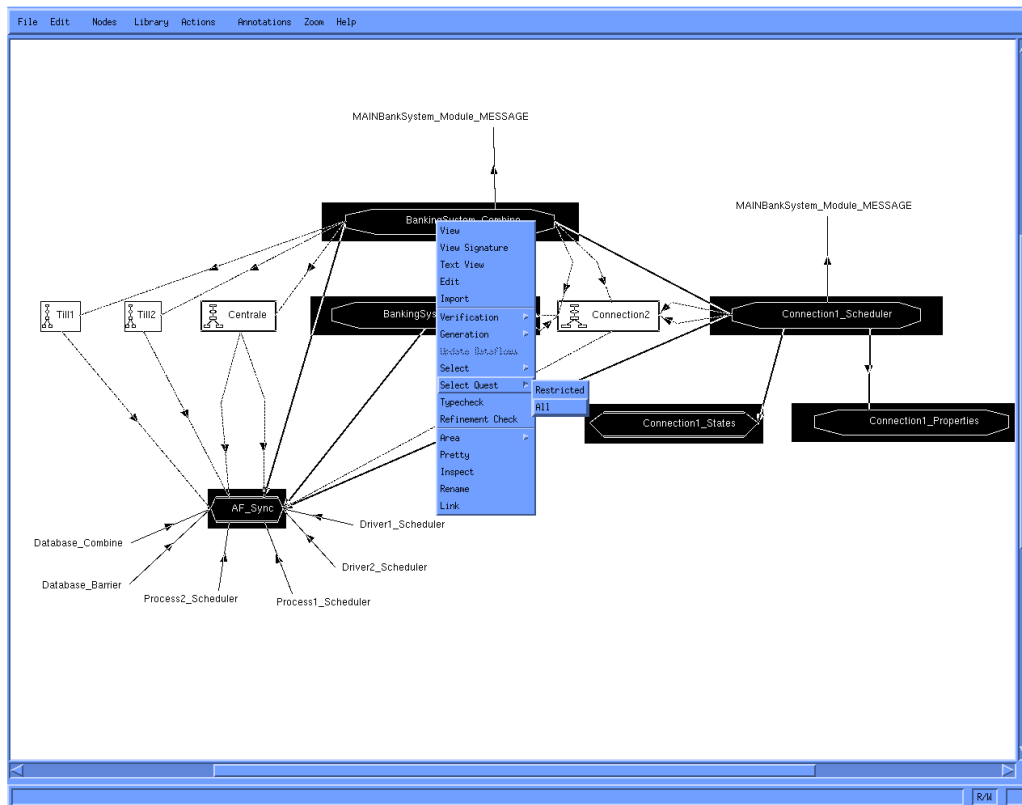 File Edit Nodes Library Actions Annotations Zoom Help
MAINBankSystem_Module_MESSAGE
MAINBankSystem_Module_MESSAGE
BankingSystem_Combine
View
View Signature
Text View
Edit
Import
Verification
Generation
Update Dataflows
Select
Select Quest
Typecheck
Refinement Check
Area
Pretty
Inspect
Rename
Link
Restricted
All
Till1
Till2
Centrale
BankingSys
Connection2
Connection1_Scheduler
Connection1_States
Connection1_Properties
AF_Sync
Driver1_Scheduler
Database_Combine
Driver2_Scheduler
Database_Barrier
Process2_Scheduler
Process1_Scheduler
R/W